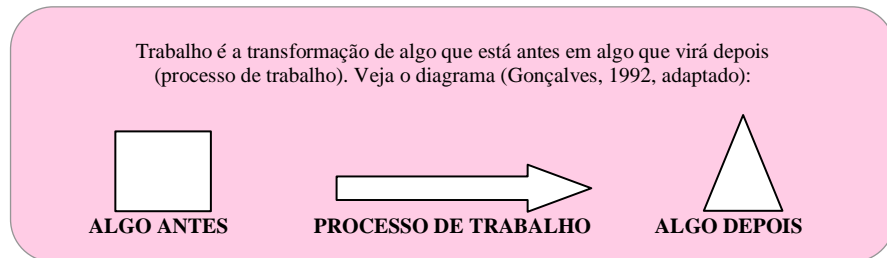 Trabalho é a transformação de algo que está antes em algo que virá depois
(processo de trabalho). Veja o diagrama (Gonçalves, 1992, adaptado):
ALGO ANTES PROCESSO DE TRABALHO ALGO DEPOIS